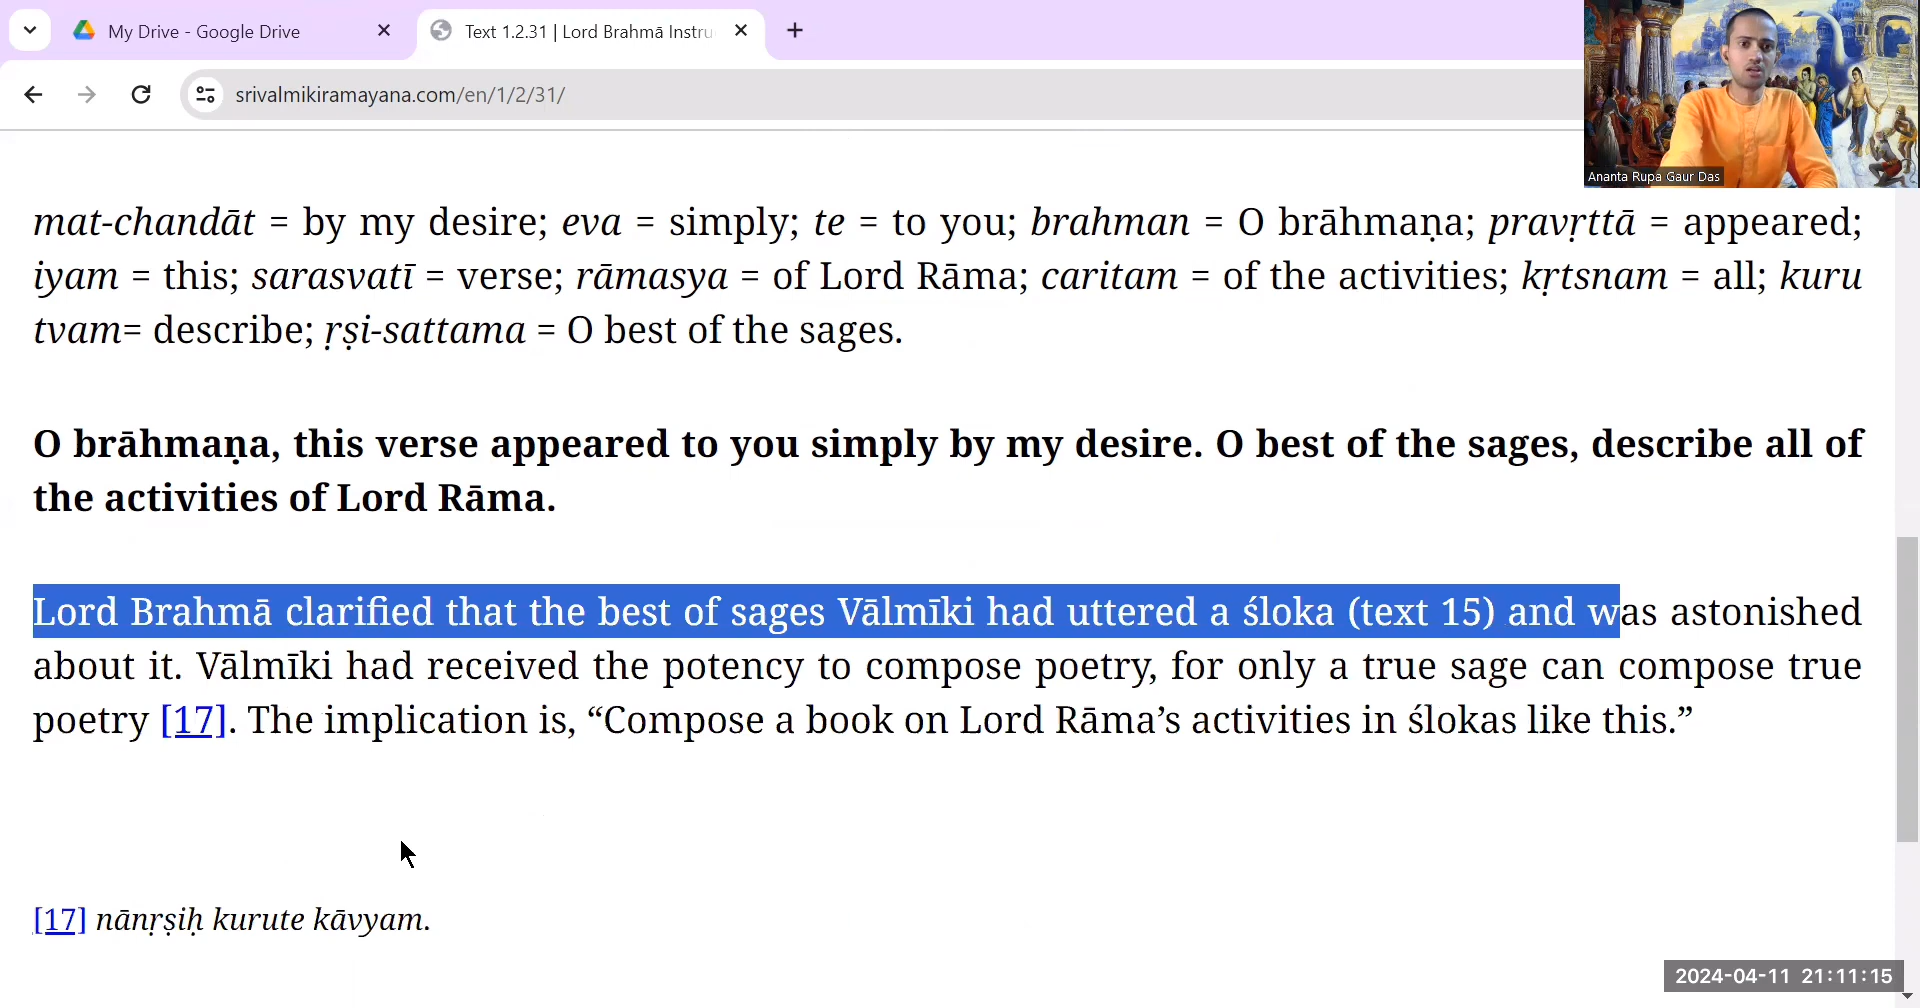 My Drive - Google Drive
Text 1.2.31 | Lord Brahmā Instru
srivalmikiramayana.com/en/1/2/31/
Ananta Rupa Gaur Das
mat-chandāt = by my desire; eva = simply; te = to you; brahman = O brāhmaṇa; pravṛttā = appeared;
iyam = this; sarasvatī = verse; rāmasya = of Lord Rāma; caritam = of the activities; kṛtsnam = all; kuru
tvam= describe; ṛṣi-sattama = O best of the sages.
O brāhmaṇa, this verse appeared to you simply by my desire. O best of the sages, describe all of
the activities of Lord Rāma.
Lord Brahmā clarified that the best of sages Vālmīki had uttered a śloka (text 15) and was astonished
about it. Vālmīki had received the potency to compose poetry, for only a true sage can compose true
poetry [17]. The implication is, “Compose a book on Lord Rāma’s activities in ślokas like this.”
[17] nānṛṣiḥ kurute kāvyam.
2024-04-11 21:11:15